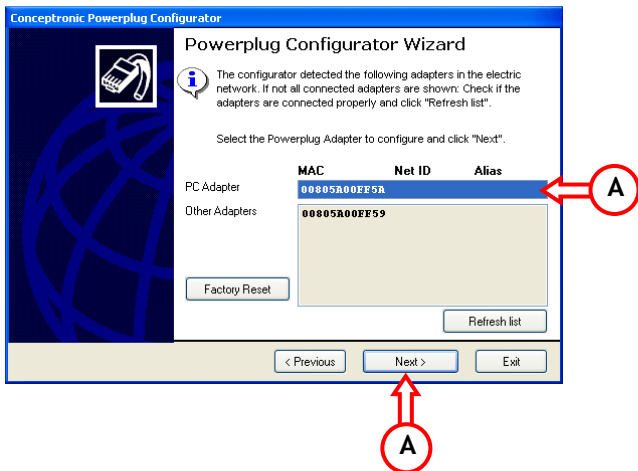 Conceptronic Powerplug Configurator
Powerplug Configurator Wizard
The configurator detected the following adapters in the electric
network. If not all connected adapters are shown: Check if the
adapters are connected properly and click "Refresh list".
Select the Powerplug Adapter to configure and click "Next".
MAC Net ID Alias
PC Adapter 00805A00FF5A
A
Other Adapters 00805A00FF59
Factory Reset
Refresh list
< Previous Next > Exit
A